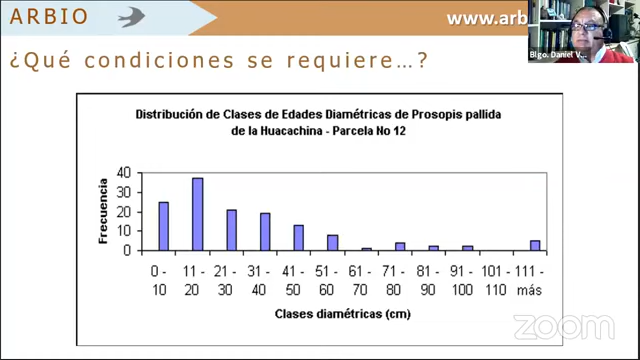 ARBIO
www.arb
¿Qué condiciones se requiere…?
Blgo. Daniel V...
Distribución de Clases de Edades Diamétricas de Prosopis pallida
de la Huacachina - Parcela No 12
Frecuencia
40
30
20
10
0
0 - 10
11 - 20
21 - 30
31 - 40
41 - 50
51 - 60
61 - 70
71 - 80
81 - 90
91 - 100
101 - 110
111 - más
Clases diamétricas (cm)
zoom